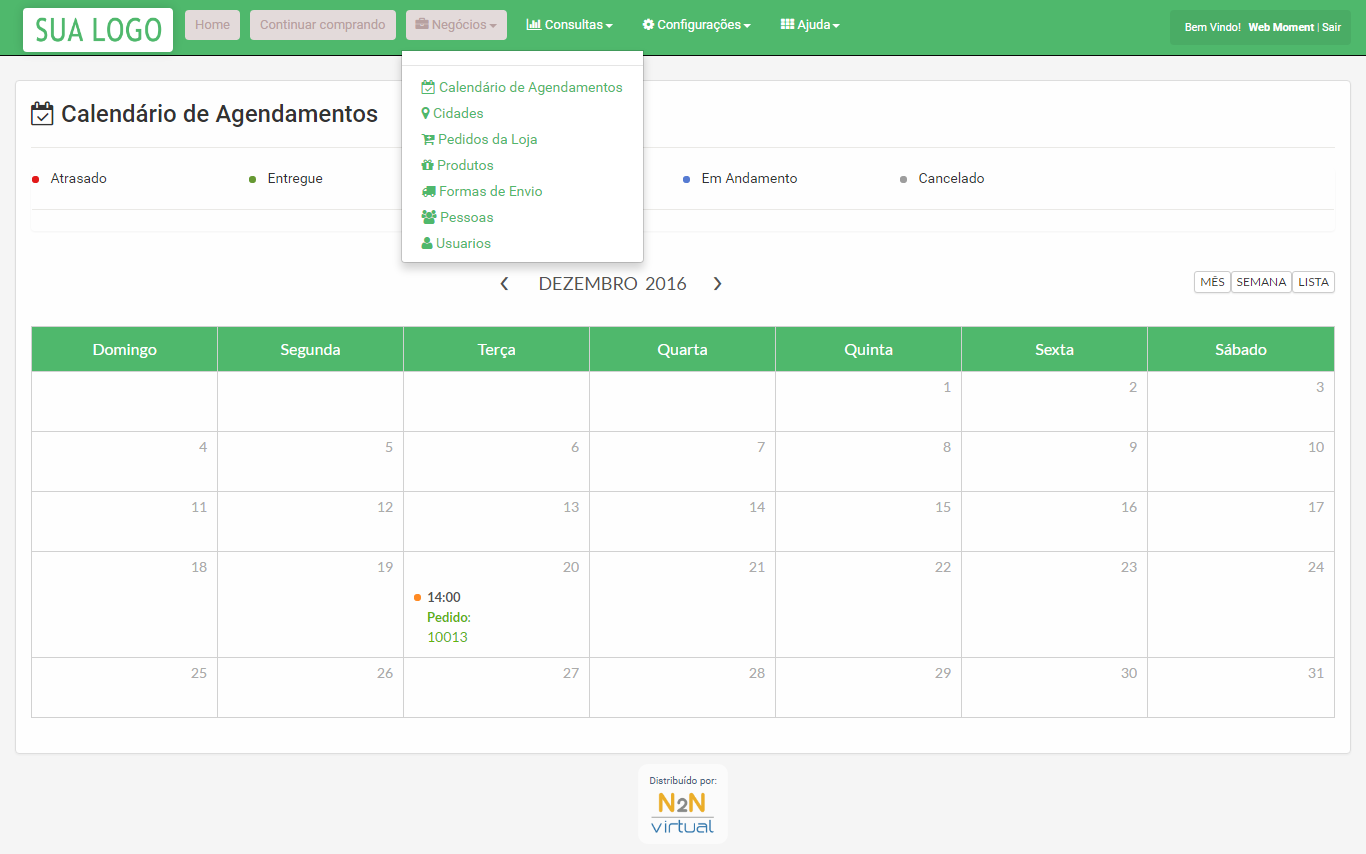 SUA LOGO
Home
Continuar comprando
Negócios
Consultas
Configurações
Ajuda
Bem Vindo! Web Moment | Sair
Calendário de Agendamentos
Cidades
Pedidos da Loja
Produtos
Formas de Envio
Pessoas
Usuarios
Calendário de Agendamentos
Atrasado
Entregue
Em Andamento
Cancelado
DEZEMBRO 2016
MÊS SEMANA LISTA
Domingo Segunda Terça Quarta Quinta Sexta Sábado
1 2 3
4 5 6 7 8 9 10
11 12 13 14 15 16 17
18 19 20 21 22 23 24
14:00
Pedido:
10013
25 26 27 28 29 30 31
Distribuído por:
N2N
virtual